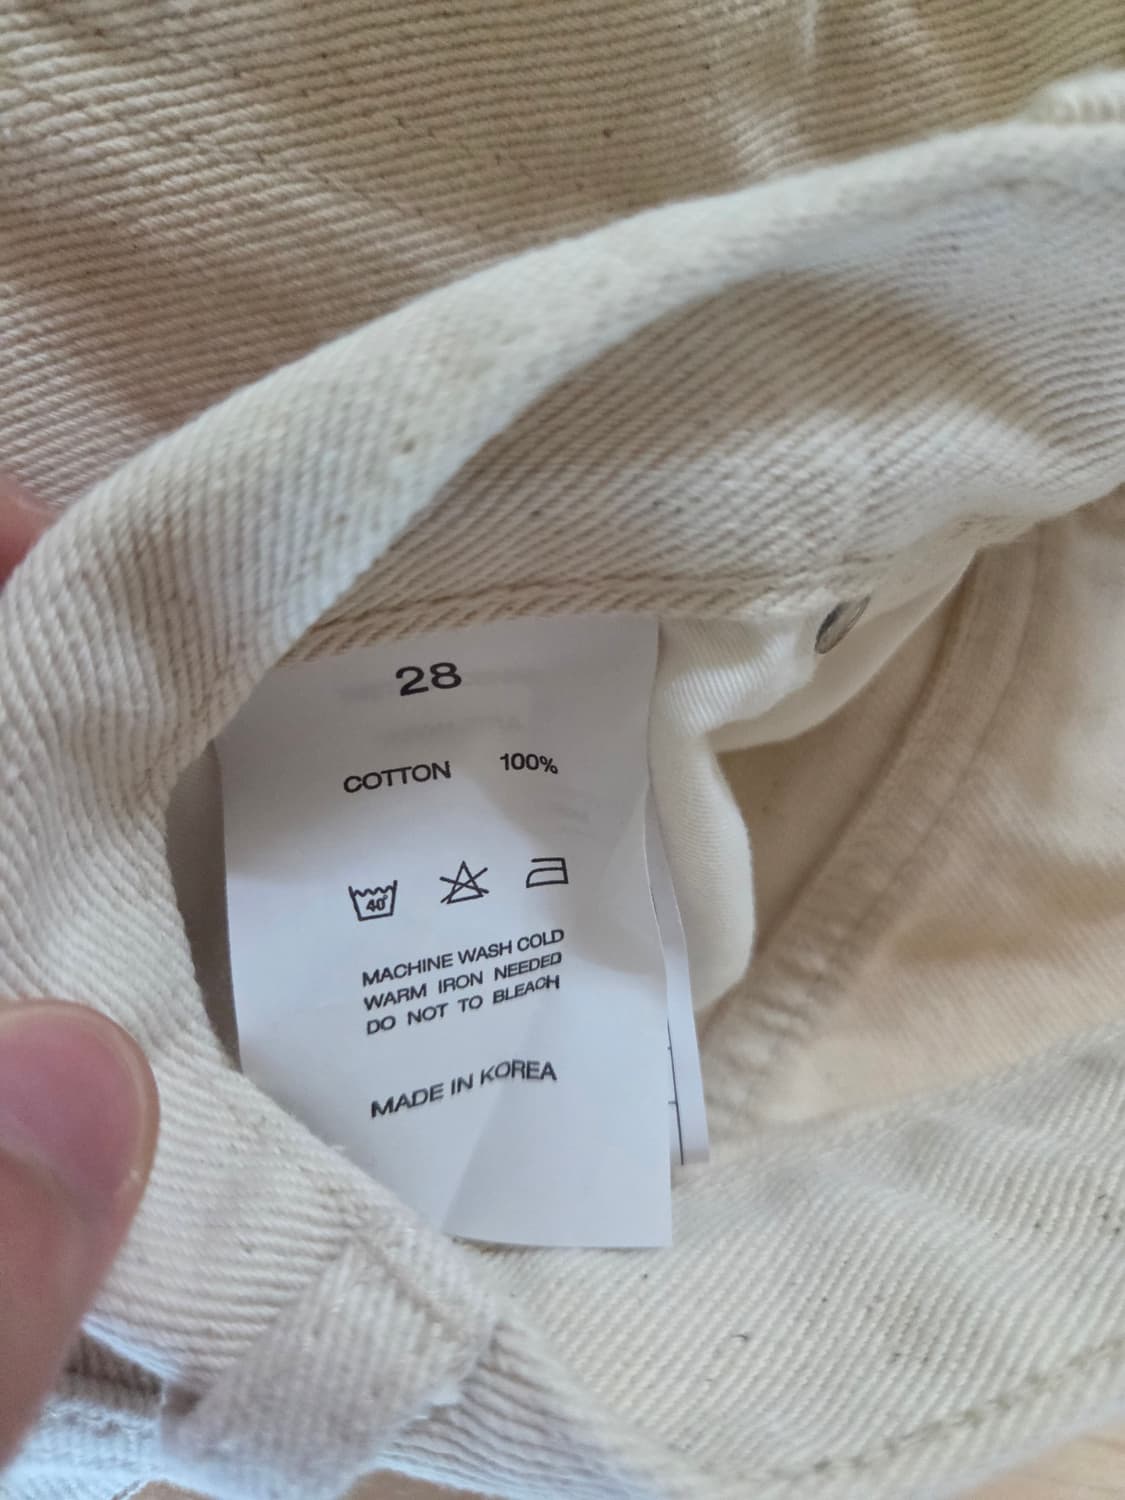 28
COTTON 100%
40°
MACHINE WASH COLD
WARM IRON NEEDED
DO NOT TO BLEACH
MADE IN KOREA